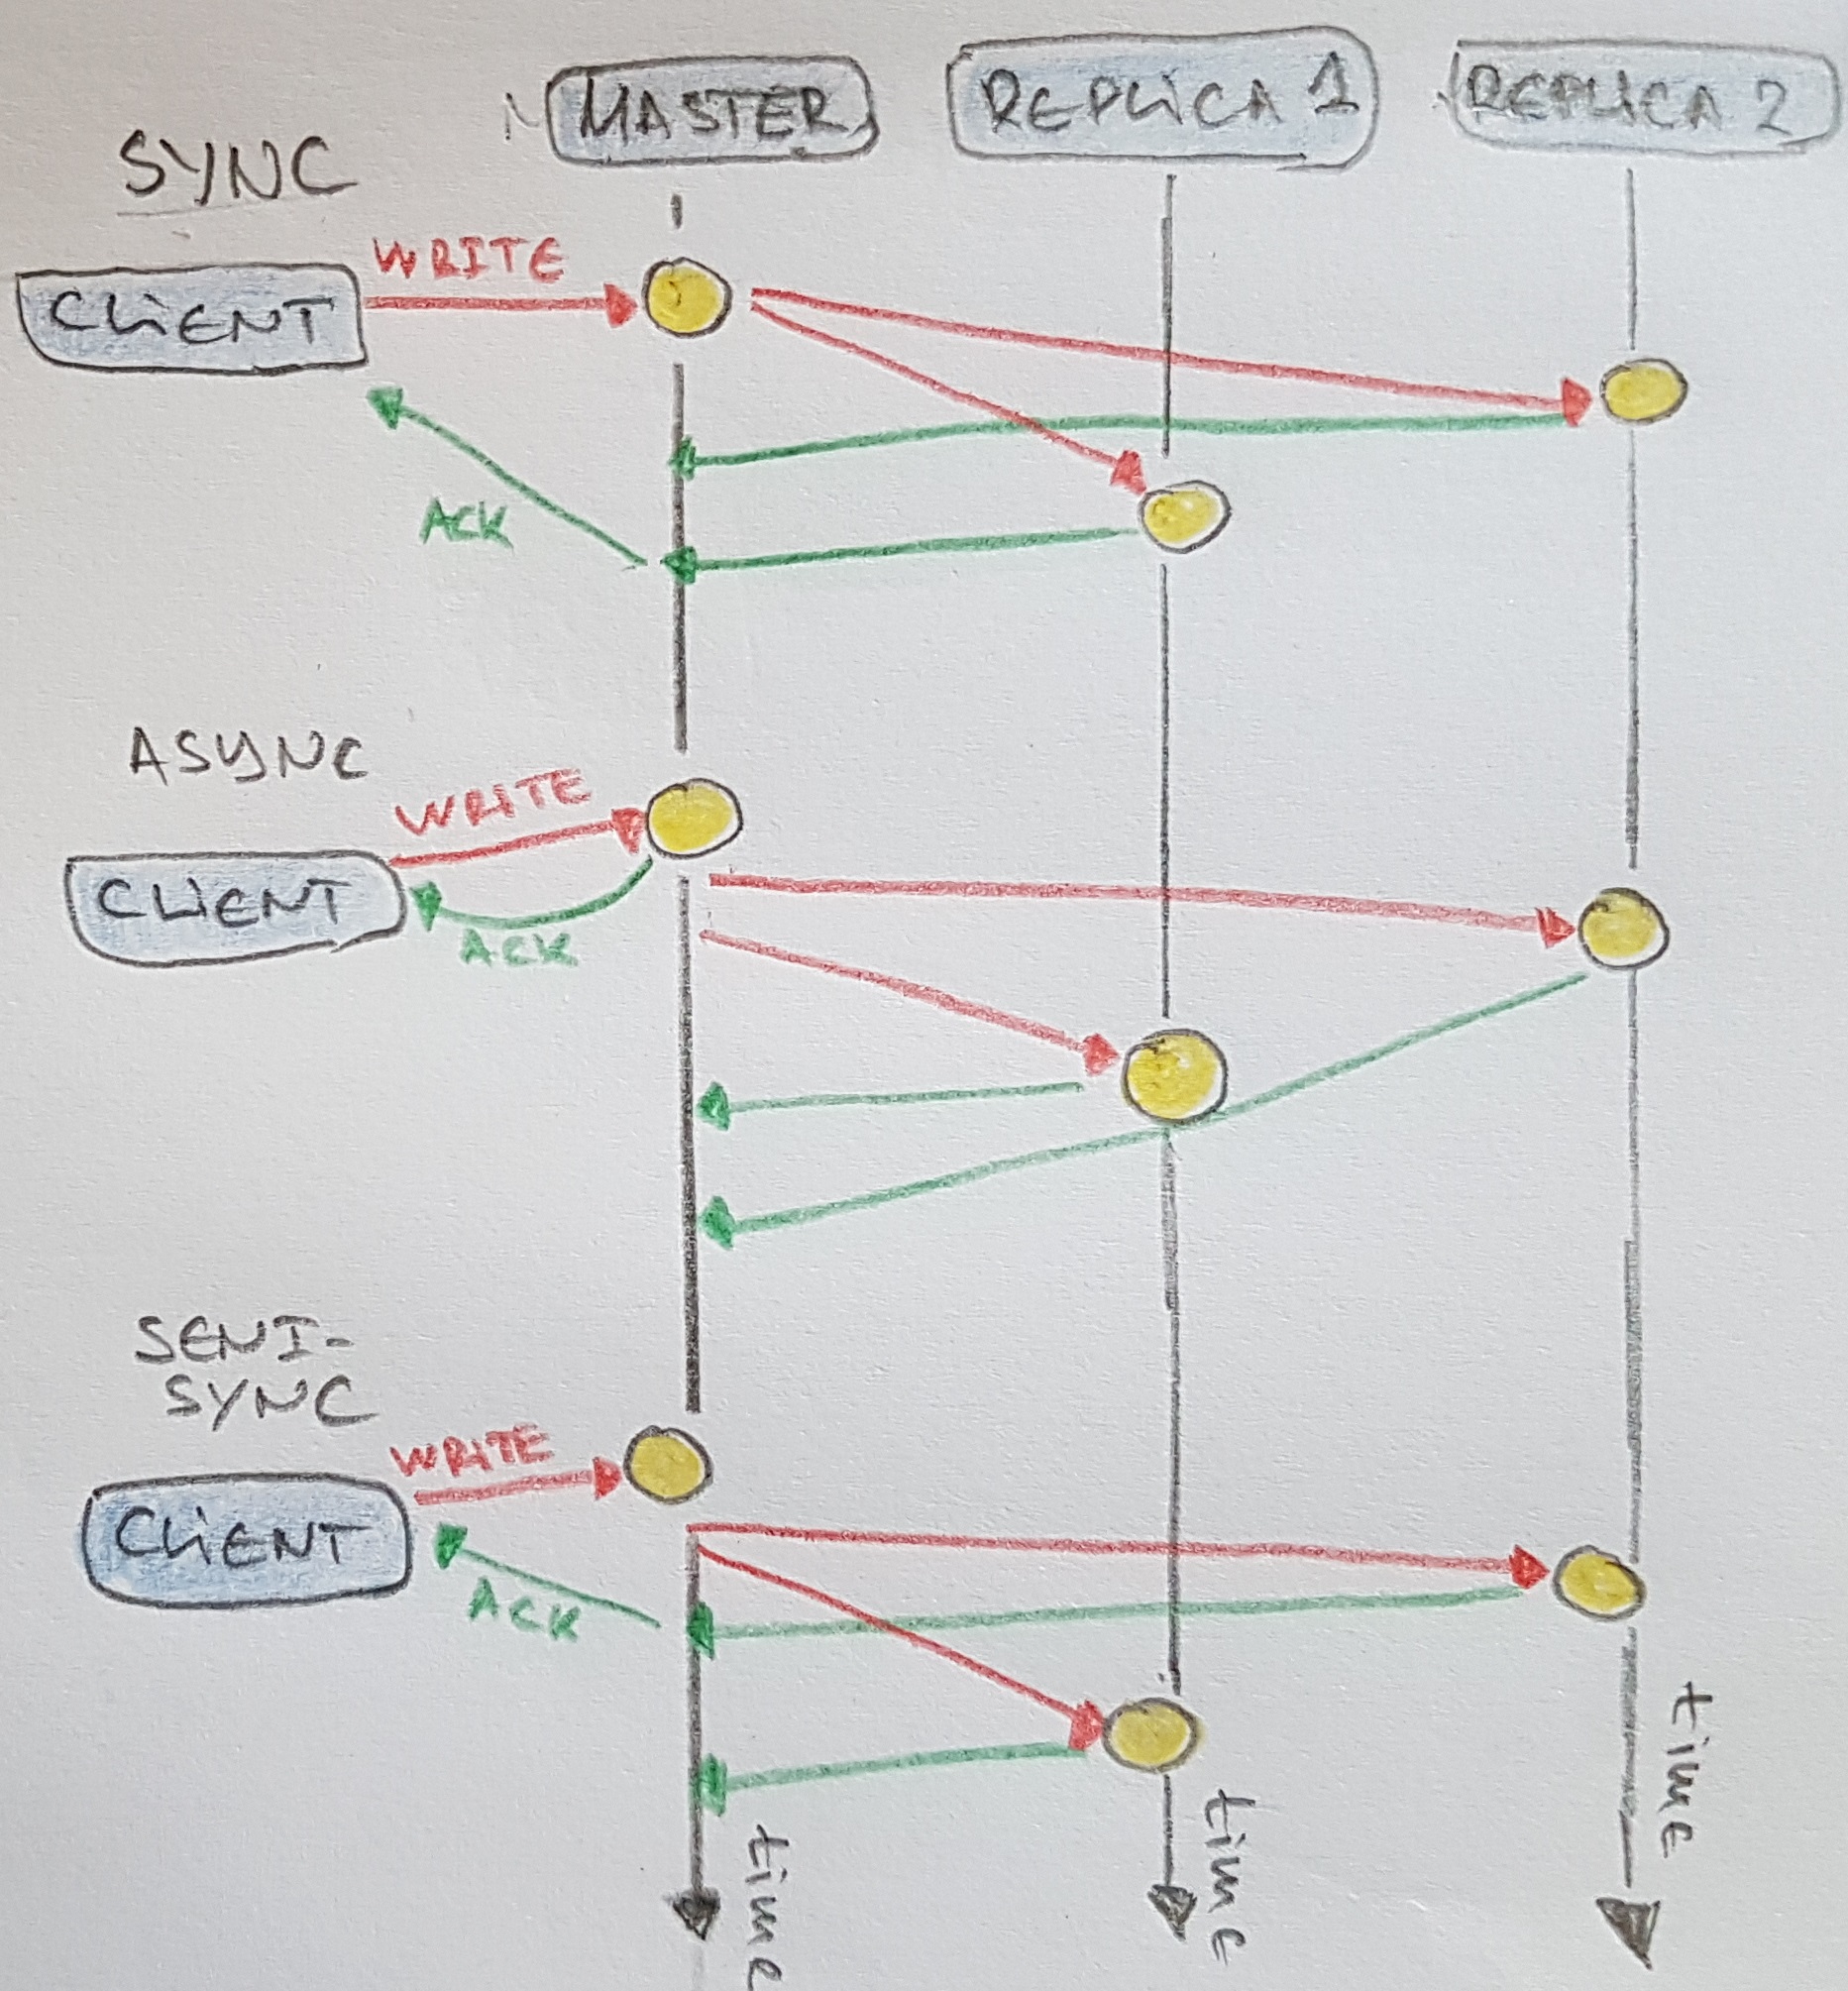 MASTER
REPLICA 1
REPLICA 2
SYNC
WRITE
CLIENT
ACK
ASYNC
WRITE
CLIENT
ACK
SEMI-
SYNC
WRITE
CLIENT
ACK
time
time
time